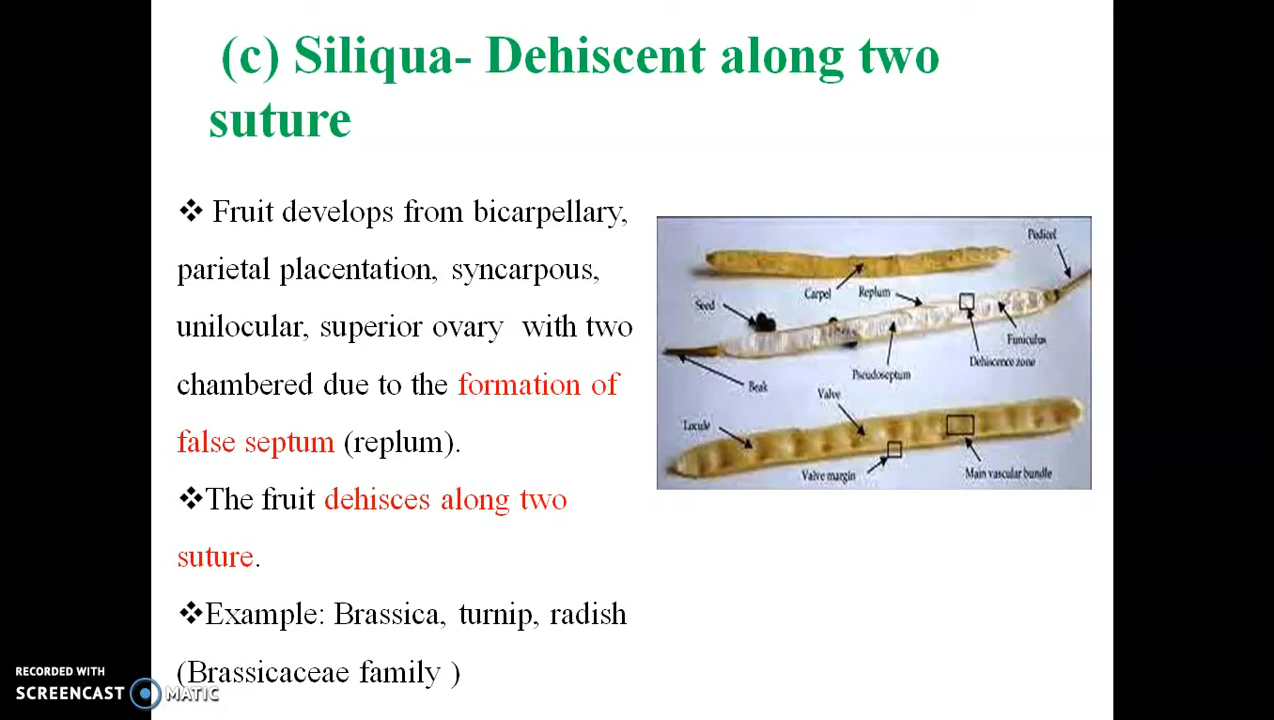 (c) Siliqua- Dehiscent along two
suture
❖ Fruit develops from bicarpellary,
parietal placentation, syncarpous,
unilocular, superior ovary with two
chambered due to the formation of
false septum (replum).
❖The fruit dehisces along two
suture.
❖Example: Brassica, turnip, radish
(Brassicaceae family )
Pedicel
Carpel
Replum
Seed
Funiculus
Dehiscence zone
Pseudoseptum
Beak
Valve
Locule
Valve margin
Main vascular bundle
RECORDED WITH
SCREENCAST MATIC